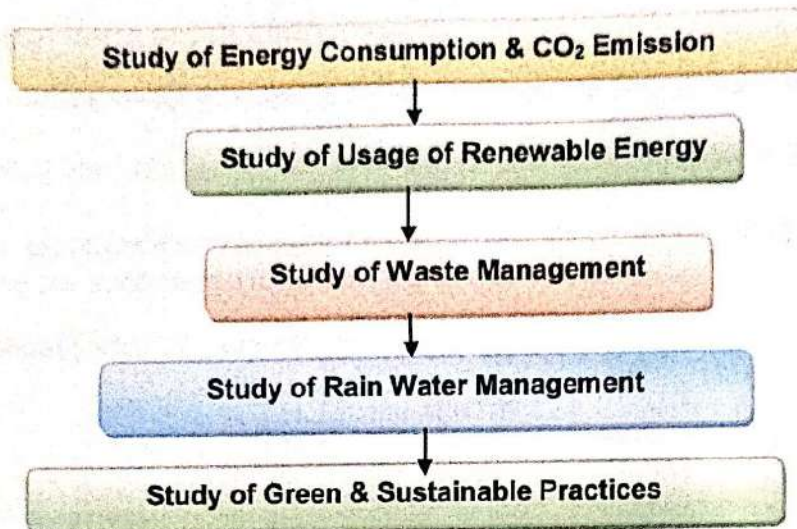 Study of Energy Consumption & CO₂ Emission
Study of Usage of Renewable Energy
Study of Waste Management
Study of Rain Water Management
Study of Green & Sustainable Practices